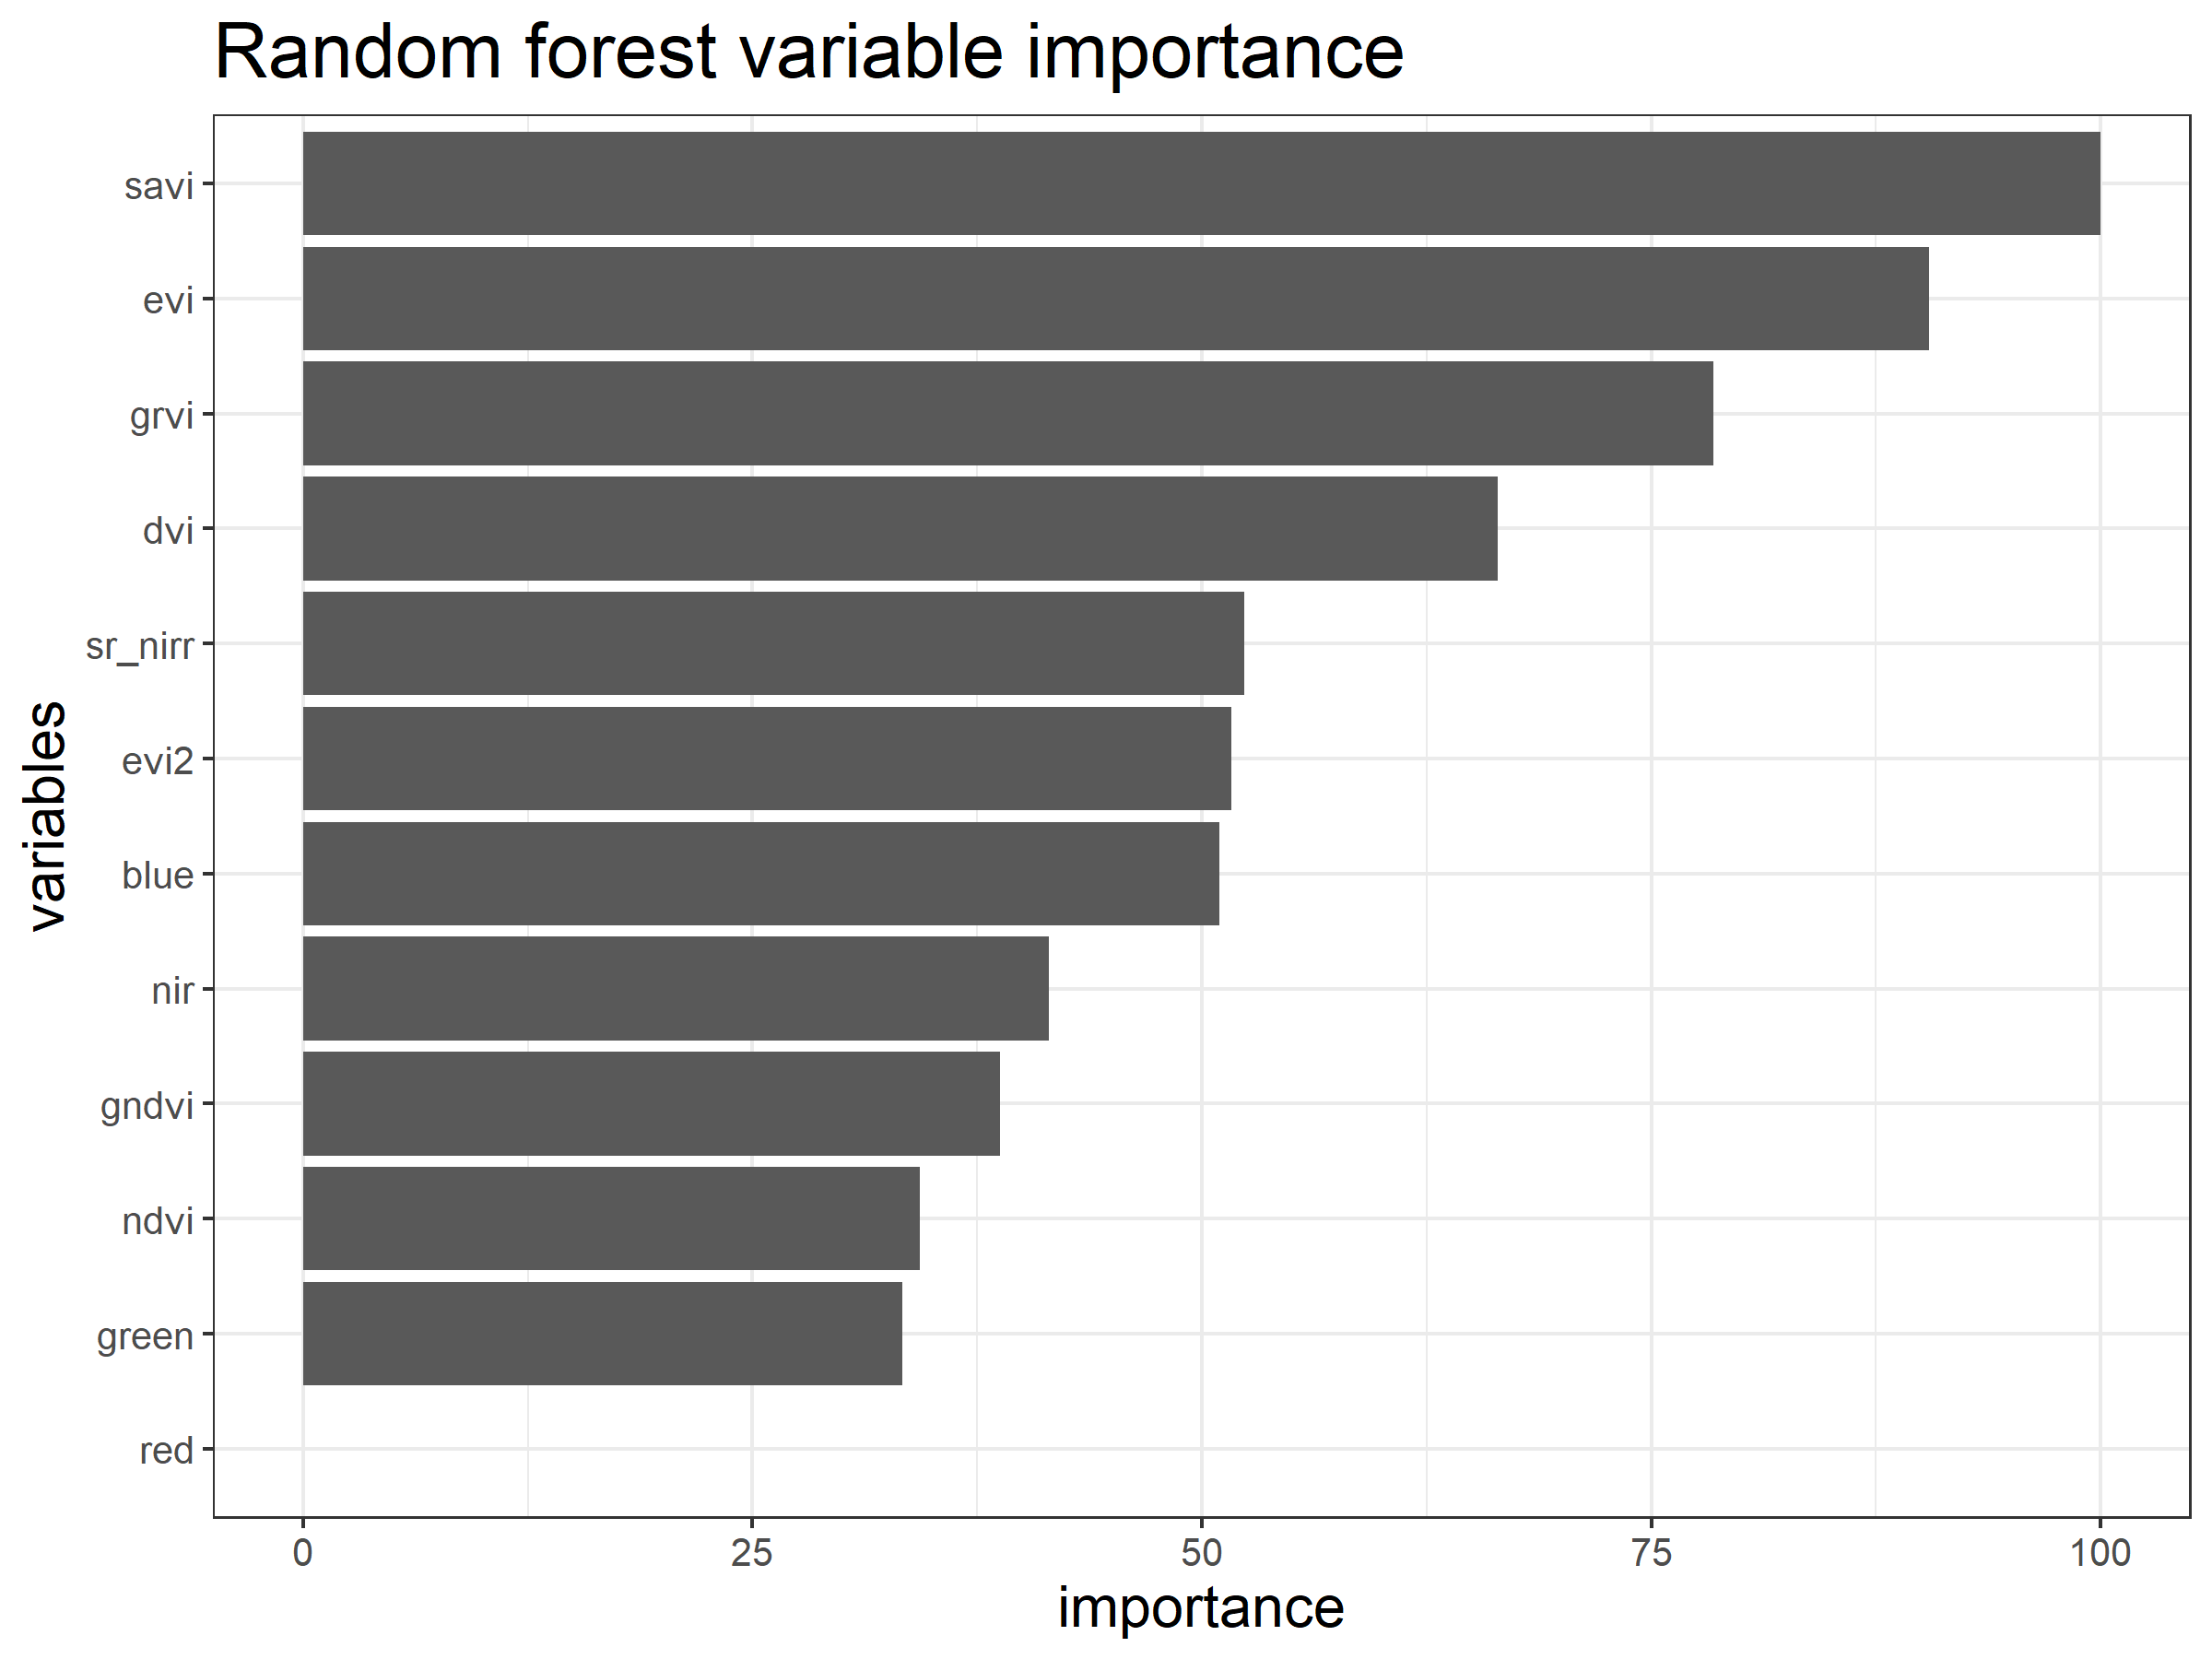 Random forest variable importance
savi
evi
grvi
dvi
sr_nirr
evi2
blue
nir
gndvi
ndvi
green
red
variables
0 25 50 75 100
importance